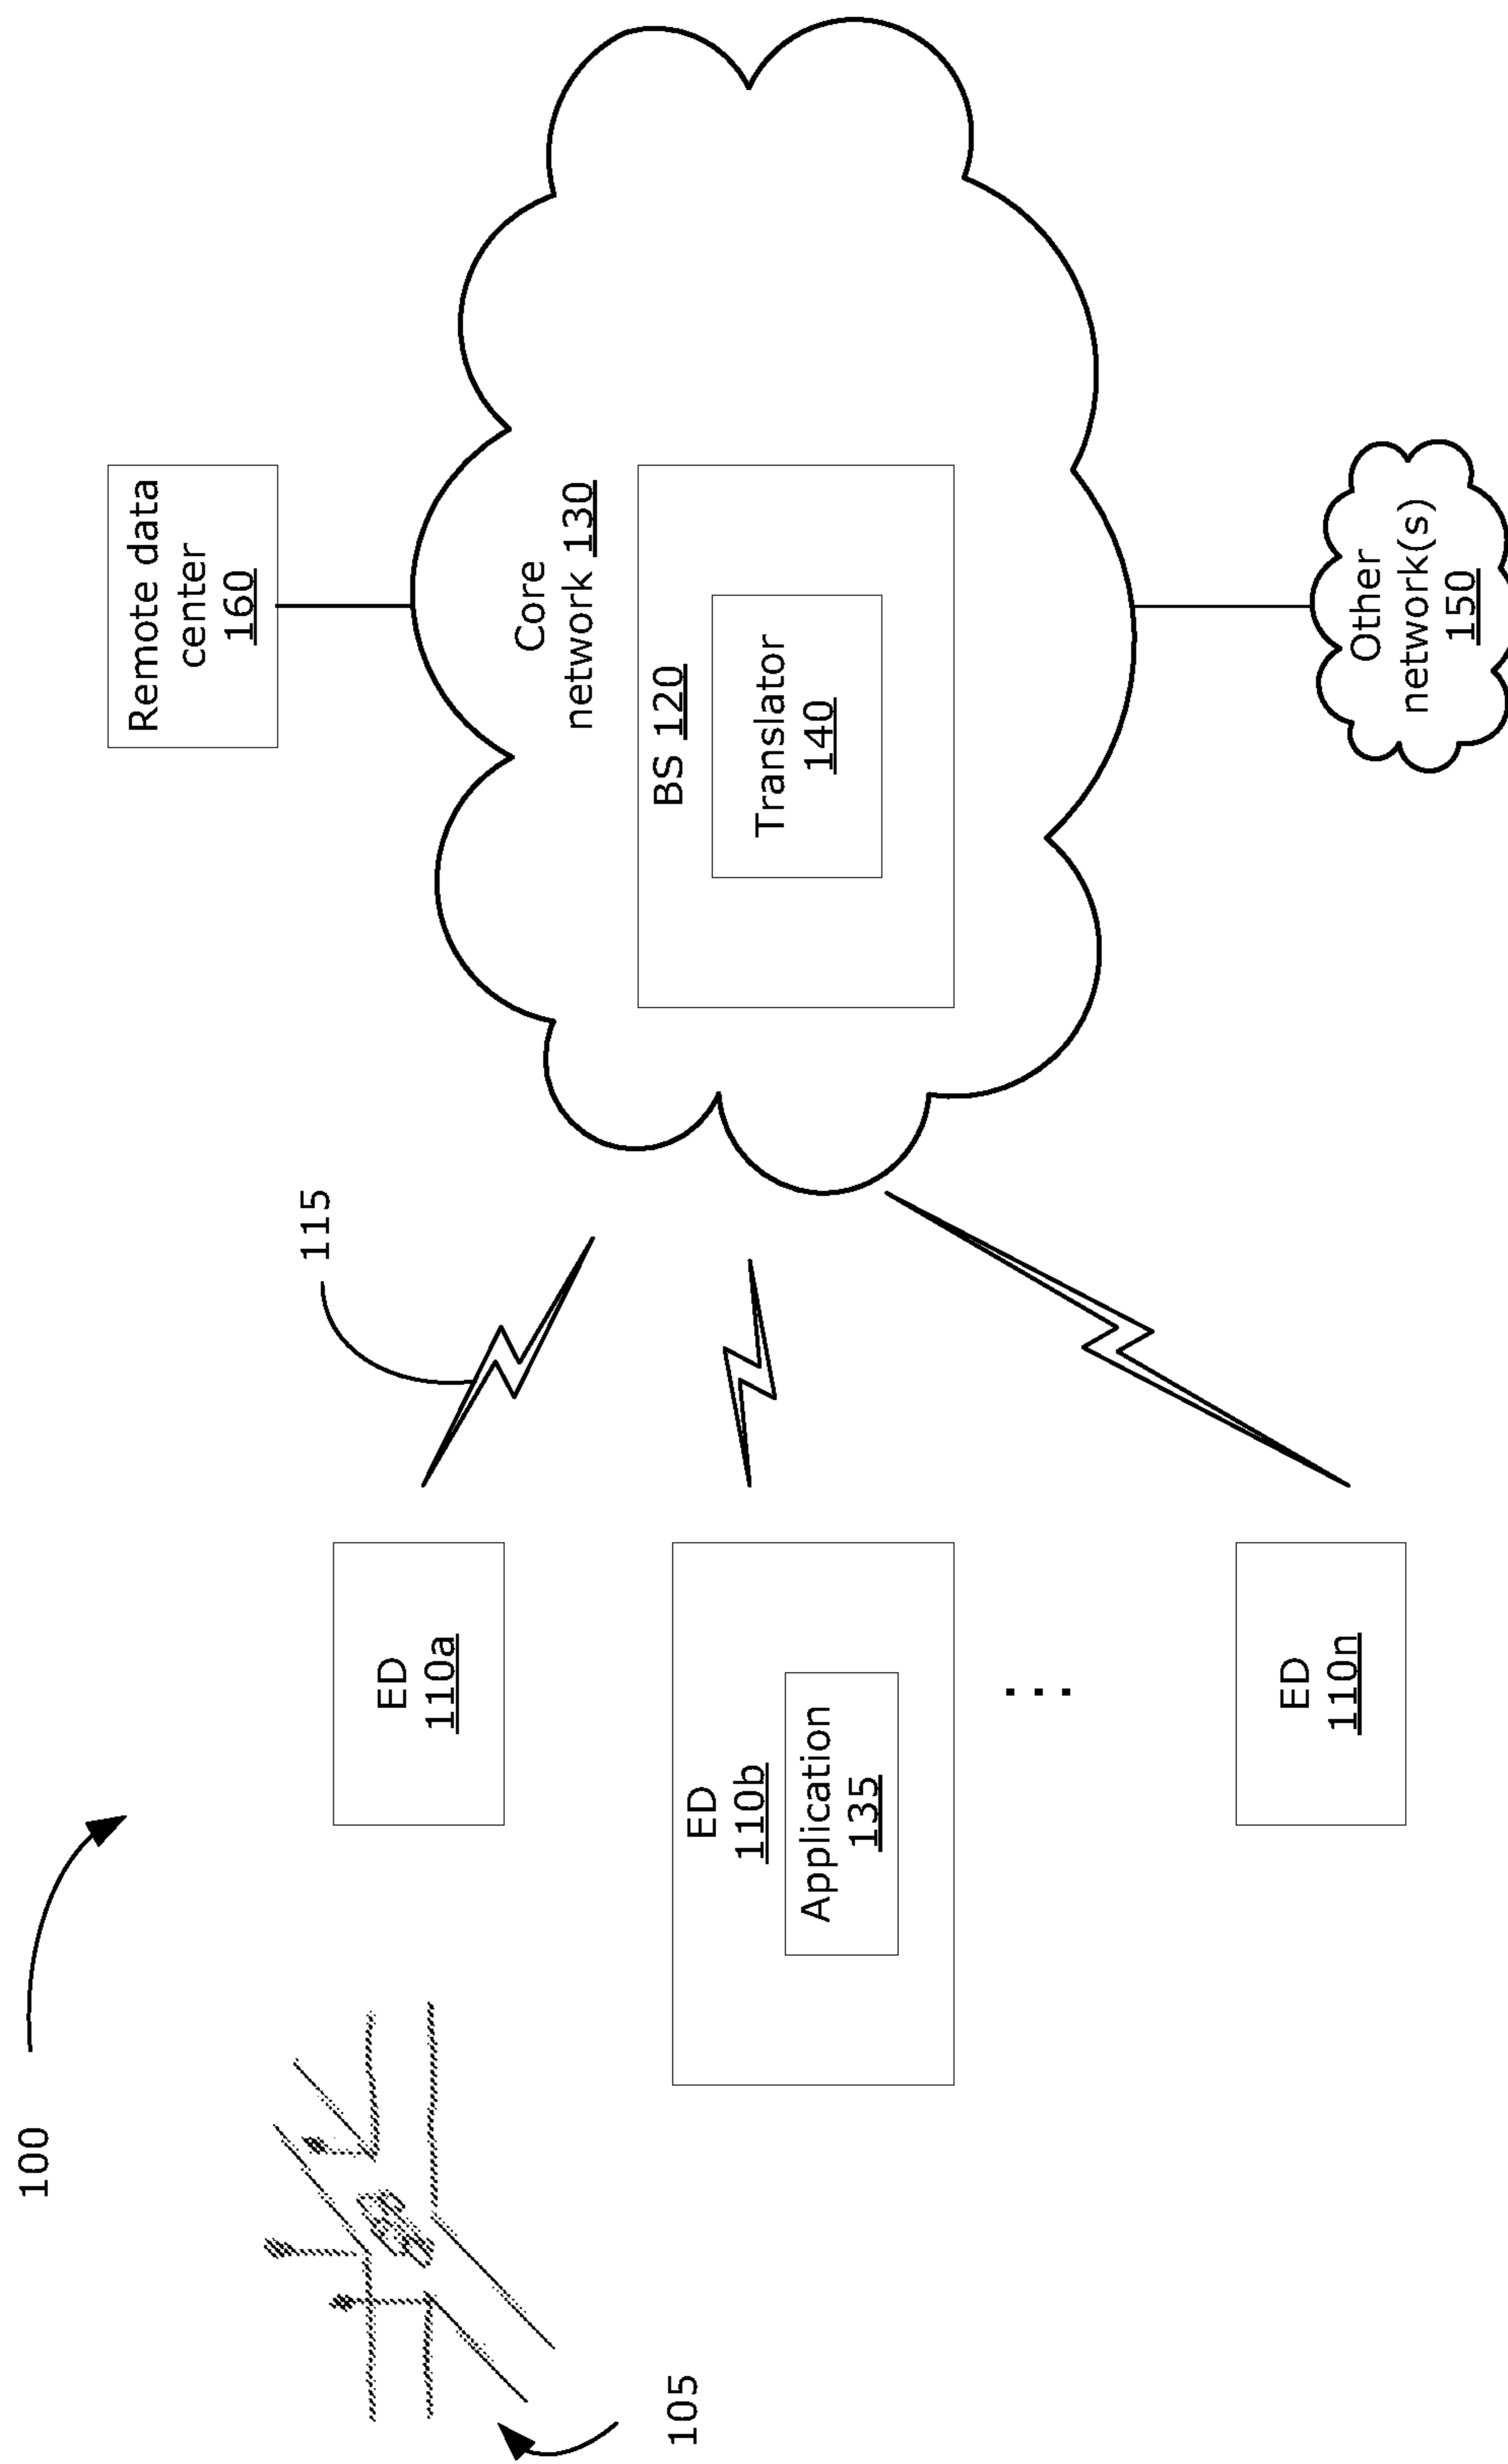 100
105
ED
110a
ED
110b
Application
135
ED
110n
115
Remote data
center
160
Core
network 130
BS 120
Translator
140
Other
network(s)
150